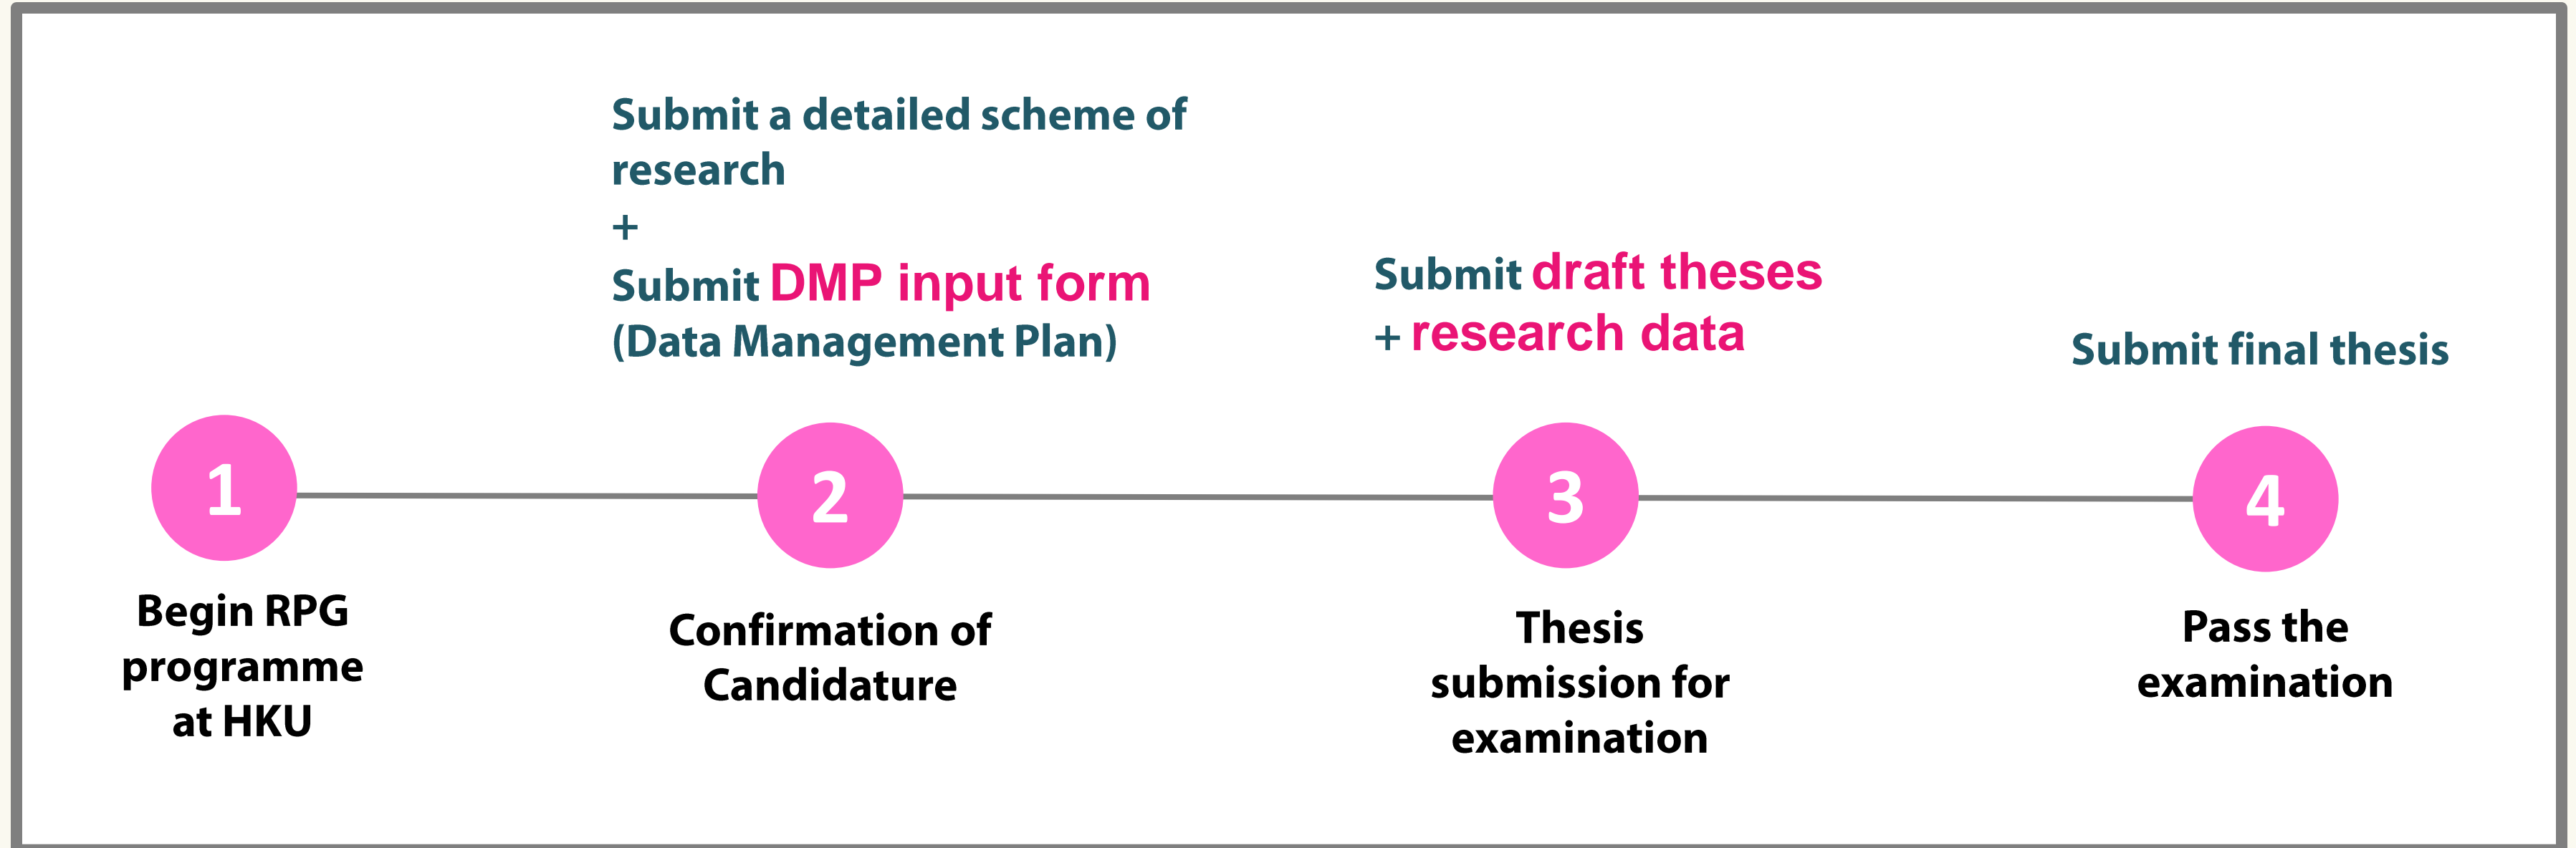 Submit a detailed scheme of
research
+
Submit DMP input form
(Data Management Plan)
Submit draft theses
+ research data
Submit final thesis
1
2
3
4
Begin RPG
programme
at HKU
Confirmation of
Candidature
Thesis
submission for
examination
Pass the
examination